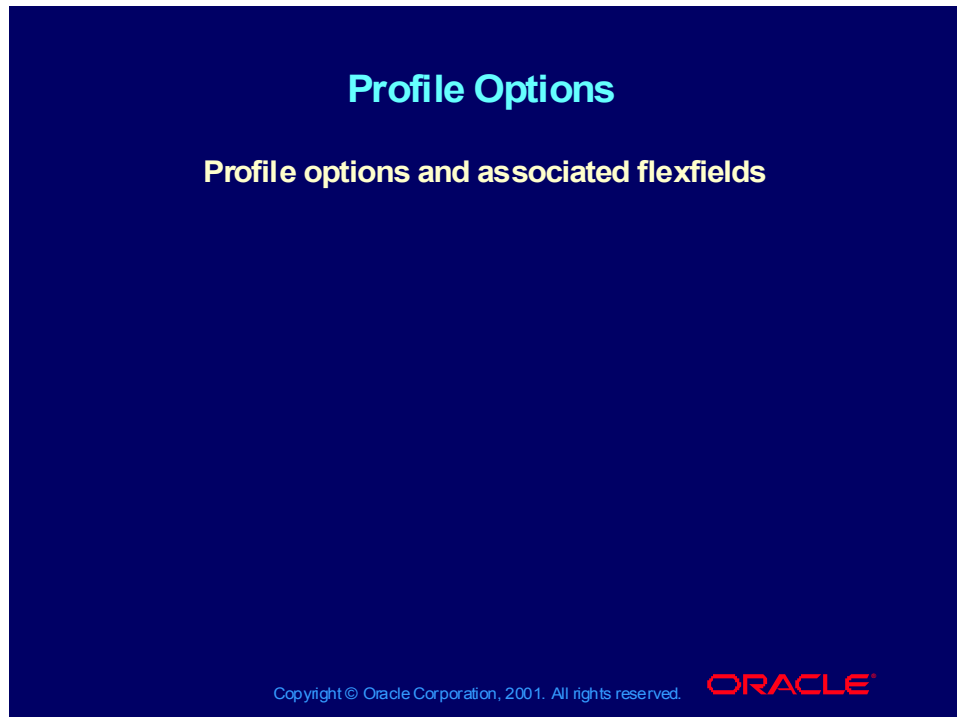 Profile Options
Profile options and associated flexfields
Copyright © Oracle Corporation, 2001. All rights reserved.
ORACLE®